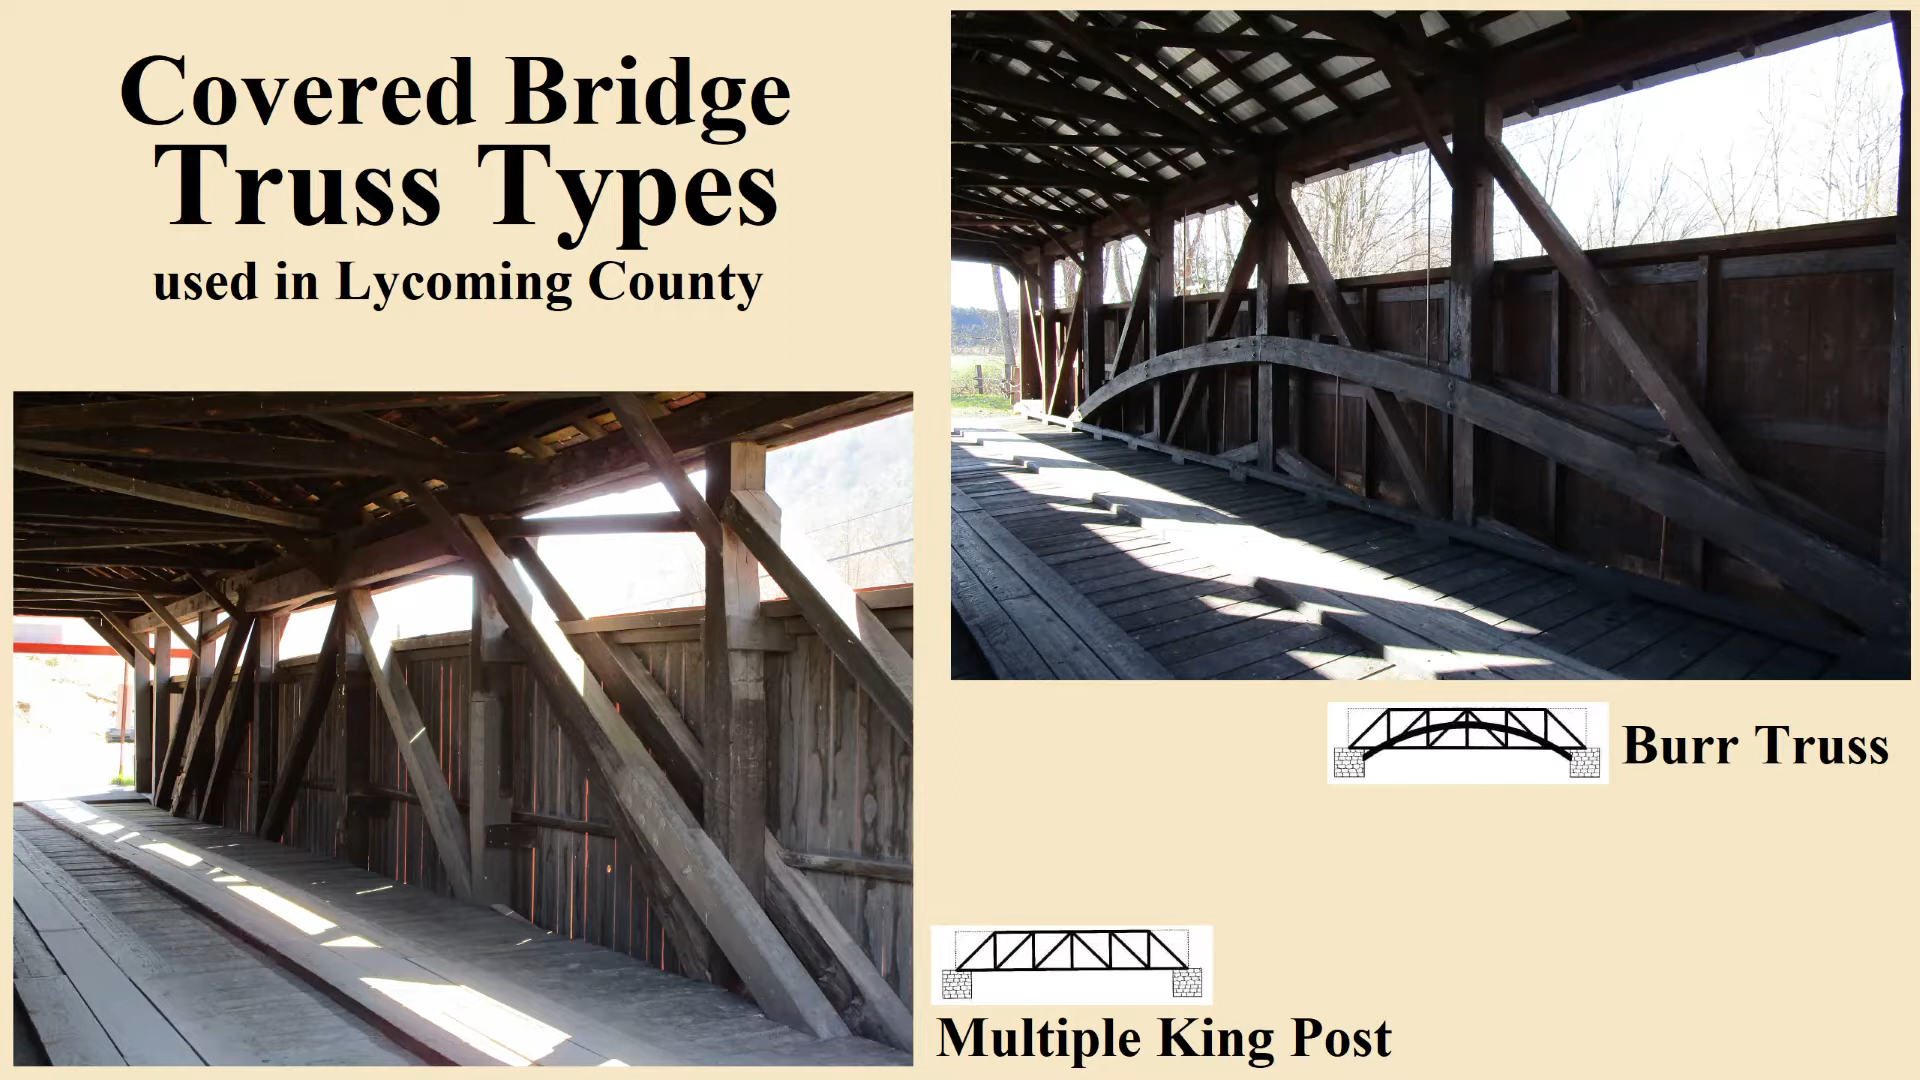 Covered Bridge
Truss Types
used in Lycoming County
Burr Truss
Multiple King Post